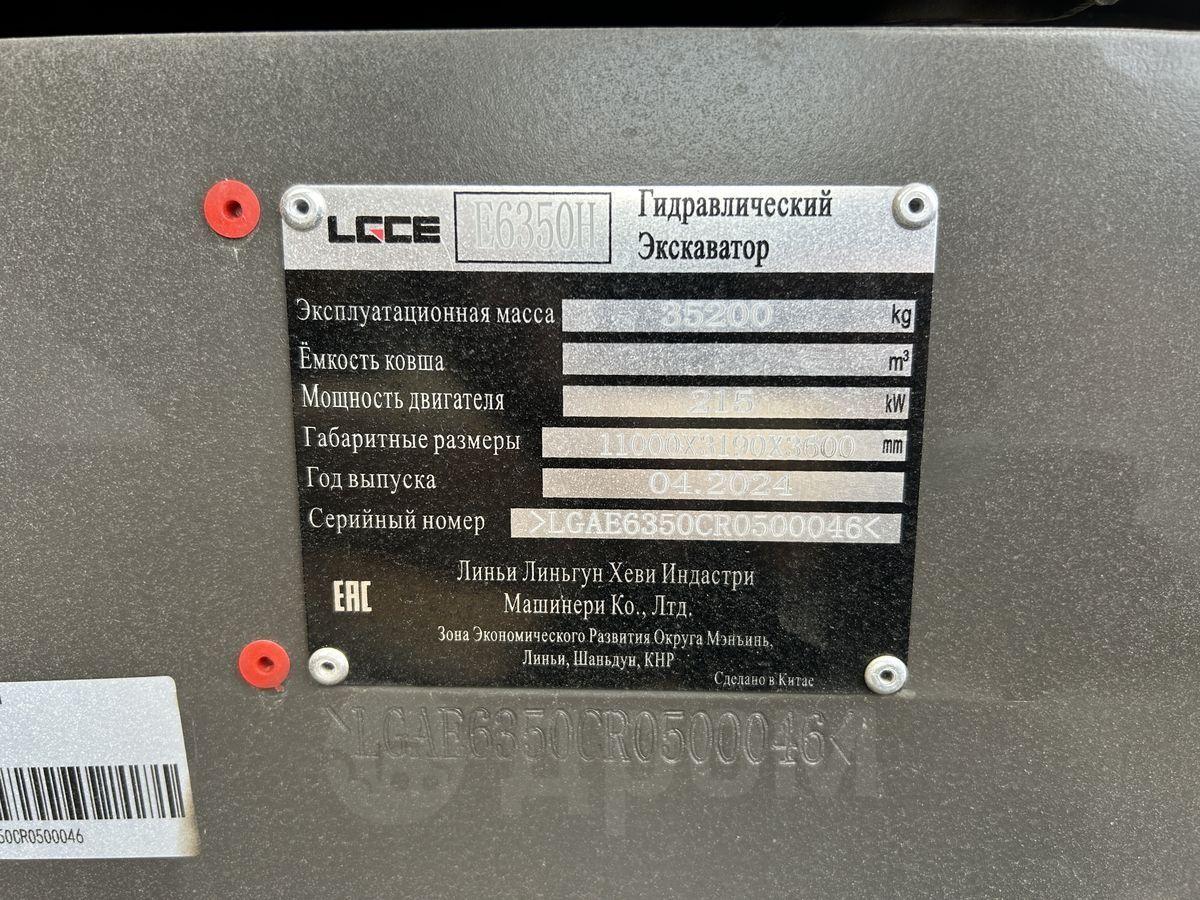 LGCE E6350H Гидравлический
Экскаватор
Эксплуатационная масса 35200 kg
Ёмкость ковша m³
Мощность двигателя 215 kW
Габаритные размеры 11000X3190X3600 mm
Год выпуска 04.2024
Серийный номер >LGAE6350CR0500046<
Линьи Линьгун Хеви Индастри
EAC Машинери Ко., Лтд.
Зона Экономического Развития Округа Мэнъинь,
Линьи, Шаньдун, КНР
Сделано в Китае
>LGAE6350CR0500046<
дром
50CR0500046